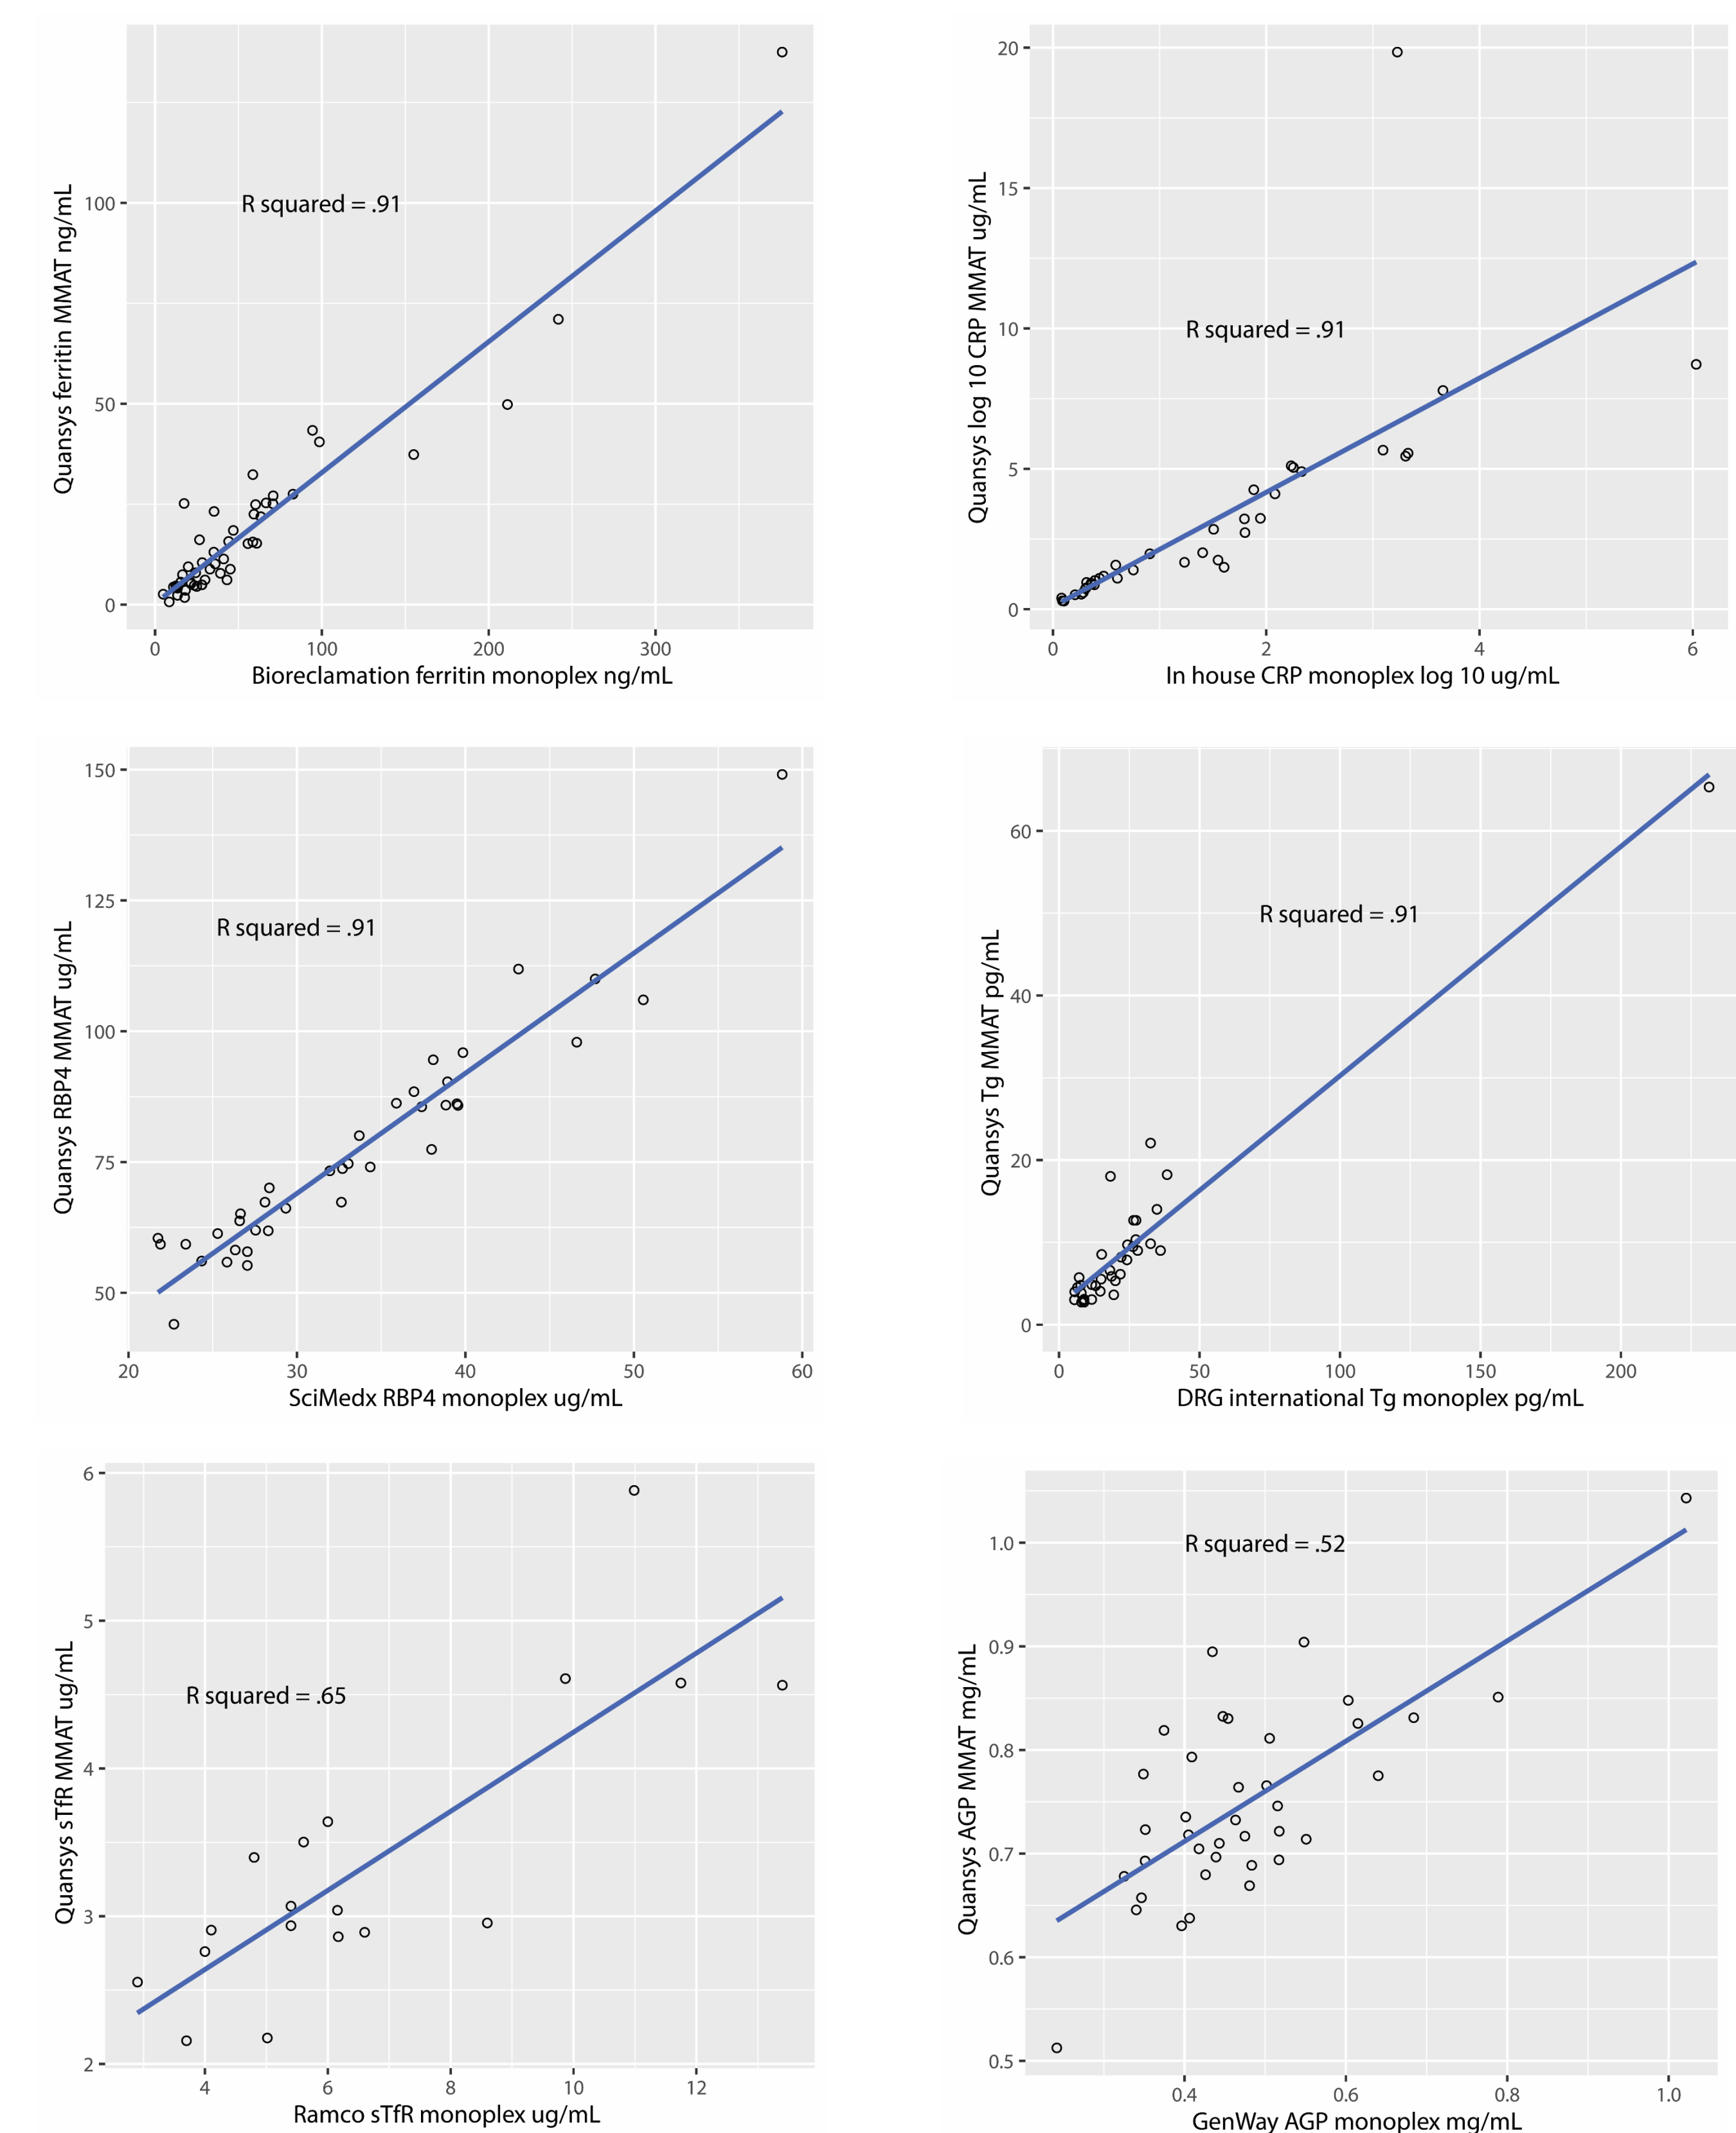 Quansys ferritin MMAT ng/mL
100
50
0
R squared = .91
0 100 200 300
Bioreclamation ferritin monoplex ng/mL
Quansys log 10 CRP MMAT ug/mL
20
15
10
5
0
R squared = .91
0 2 4 6
In house CRP monoplex log 10 ug/mL
Quansys RBP4 MMAT ug/mL
150
125
100
75
50
R squared = .91
20 30 40 50 60
SciMedx RBP4 monoplex ug/mL
Quansys Tg MMAT pg/mL
60
40
20
0
R squared = .91
0 50 100 150 200
DRG international Tg monoplex pg/mL
Quansys sTfR MMAT ug/mL
6
5
4
3
2
R squared = .65
4 6 8 10 12
Ramco sTfR monoplex ug/mL
Quansys AGP MMAT mg/mL
1.0
0.9
0.8
0.7
0.6
0.5
R squared = .52
0.4 0.6 0.8 1.0
GenWay AGP monoplex mg/mL